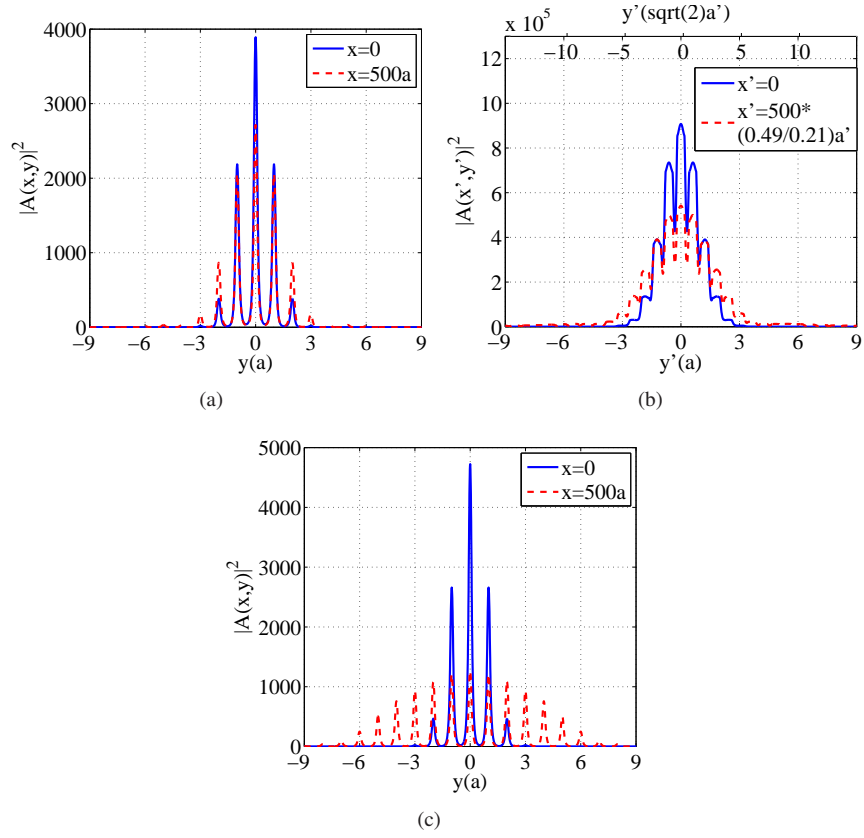 y'(sqrt(2)a')
x 10^5
−10 −5 0 5 10
4000
3000
2000
1000
0
|A(x,y)|^2
x=0
x=500a
−9 −6 −3 0 3 6 9
y(a)
(a)
12
10
8
6
4
2
0
|A(x',y')|^2
x'=0
x'=500*
(0.49/0.21)a'
−9 −6 −3 0 3 6 9
y'(a)
(b)
5000
4000
3000
2000
1000
0
|A(x,y)|^2
x=0
x=500a
−9 −6 −3 0 3 6 9
y(a)
(c)